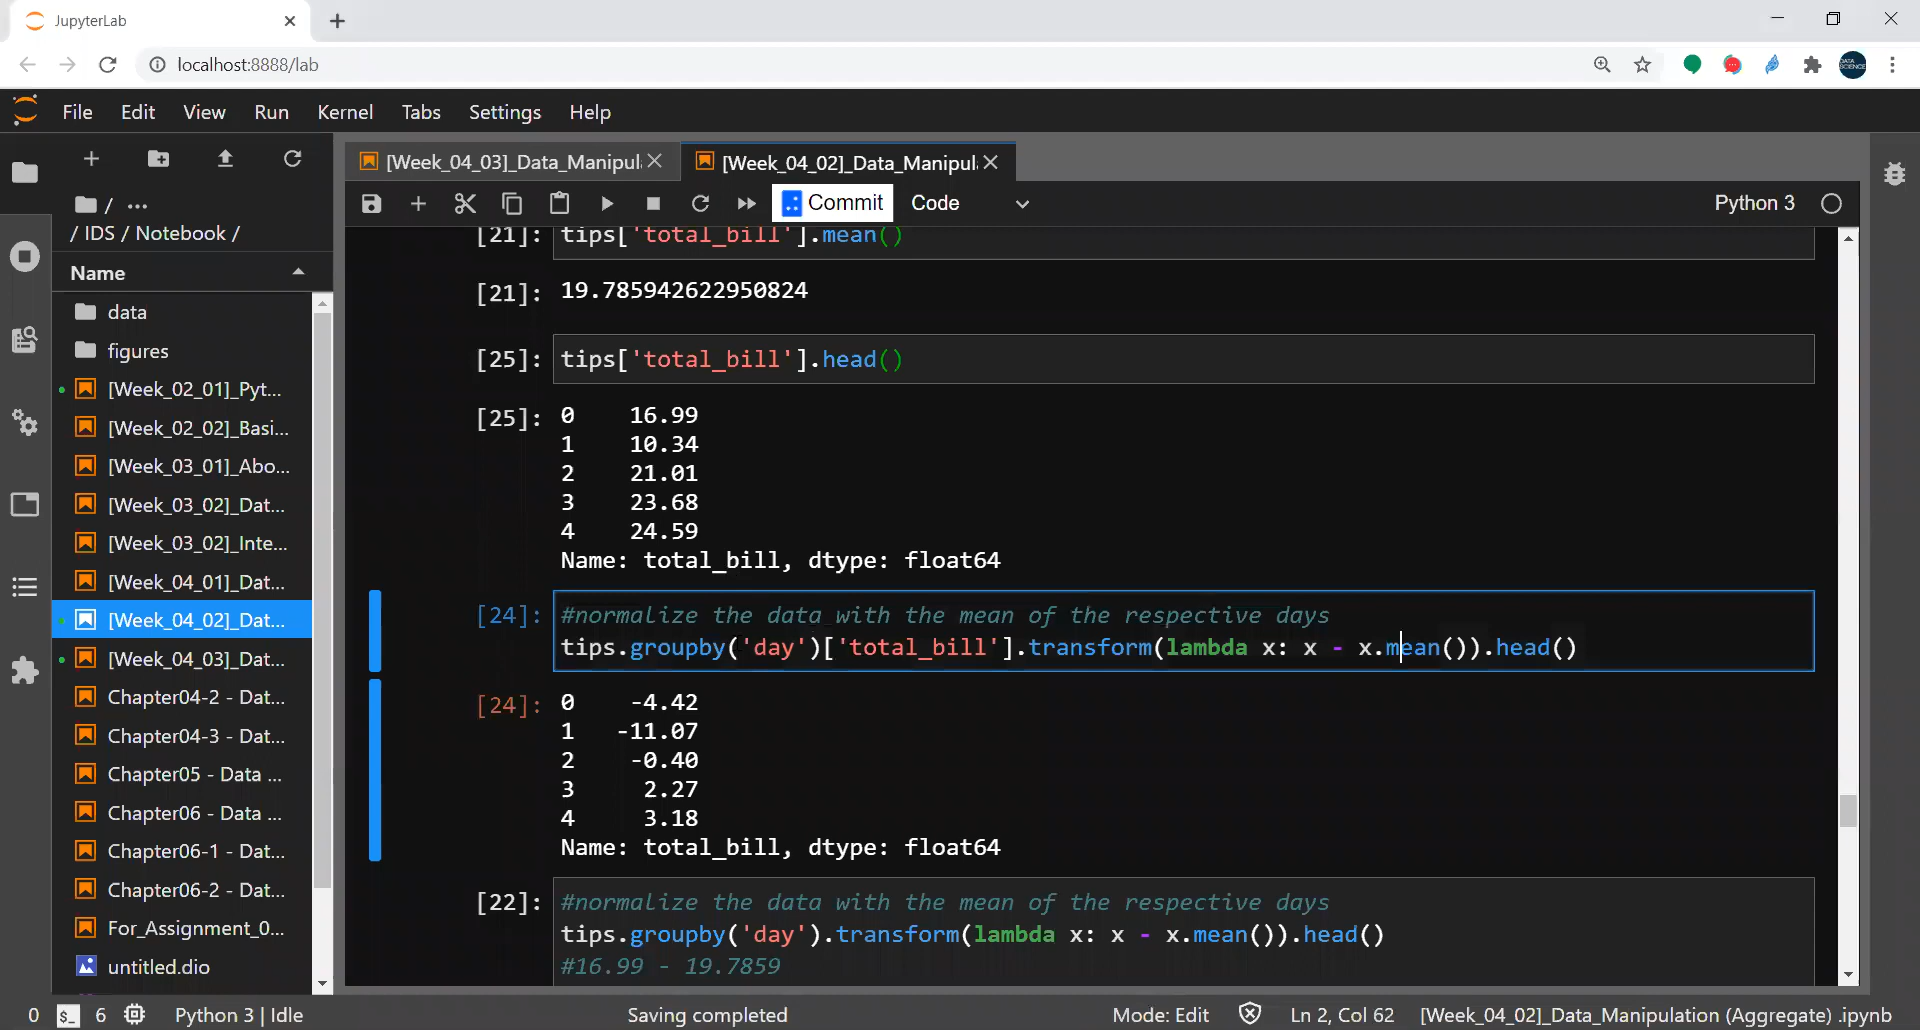 JupyterLab
localhost:8888/lab
DATA SCIENCE
File Edit View Run Kernel Tabs Settings Help
/ ...
/ IDS / Notebook /
Name
data
figures
[Week_02_01]_Pyt...
[Week_02_02]_Basi...
[Week_03_01]_Abo...
[Week_03_02]_Dat...
[Week_03_02]_Inte...
[Week_04_01]_Dat...
[Week_04_02]_Dat...
[Week_04_03]_Dat...
Chapter04-2 - Dat...
Chapter04-3 - Dat...
Chapter05 - Data ...
Chapter06 - Data ...
Chapter06-1 - Dat...
Chapter06-2 - Dat...
For_Assignment_0...
untitled.dio
[Week_04_03]_Data_Manipul
[Week_04_02]_Data_Manipul
Commit Code Python 3
[21]: tips['total_bill'].mean()
[21]: 19.785942622950824
[25]: tips['total_bill'].head()
[25]: 0 16.99
1 10.34
2 21.01
3 23.68
4 24.59
Name: total_bill, dtype: float64
[24]: #normalize the data with the mean of the respective days
tips.groupby('day')['total_bill'].transform(lambda x: x - x.mean()).head()
[24]: 0 -4.42
1 -11.07
2 -0.40
3 2.27
4 3.18
Name: total_bill, dtype: float64
[22]: #normalize the data with the mean of the respective days
tips.groupby('day').transform(lambda x: x - x.mean()).head()
#16.99 - 19.7859
0 $_ 6 Python 3 | Idle Saving completed Mode: Edit Ln 2, Col 62 [Week_04_02]_Data_Manipulation (Aggregate) .ipynb